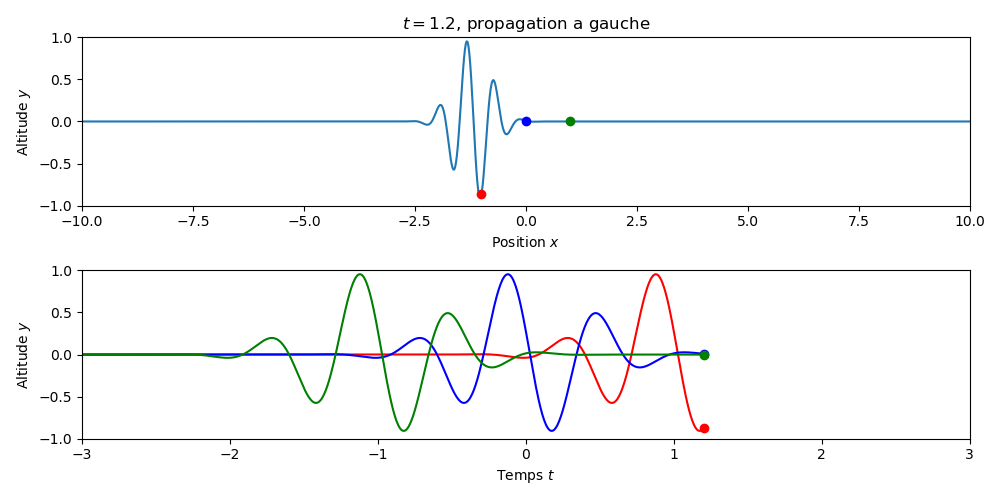 t = 1.2, propagation a gauche
1.0
0.5
0.0
−0.5
−1.0
Altitude y
−10.0 −7.5 −5.0 −2.5 0.0 2.5 5.0 7.5 10.0
Position x
1.0
0.5
0.0
−0.5
−1.0
Altitude y
−3 −2 −1 0 1 2 3
Temps t